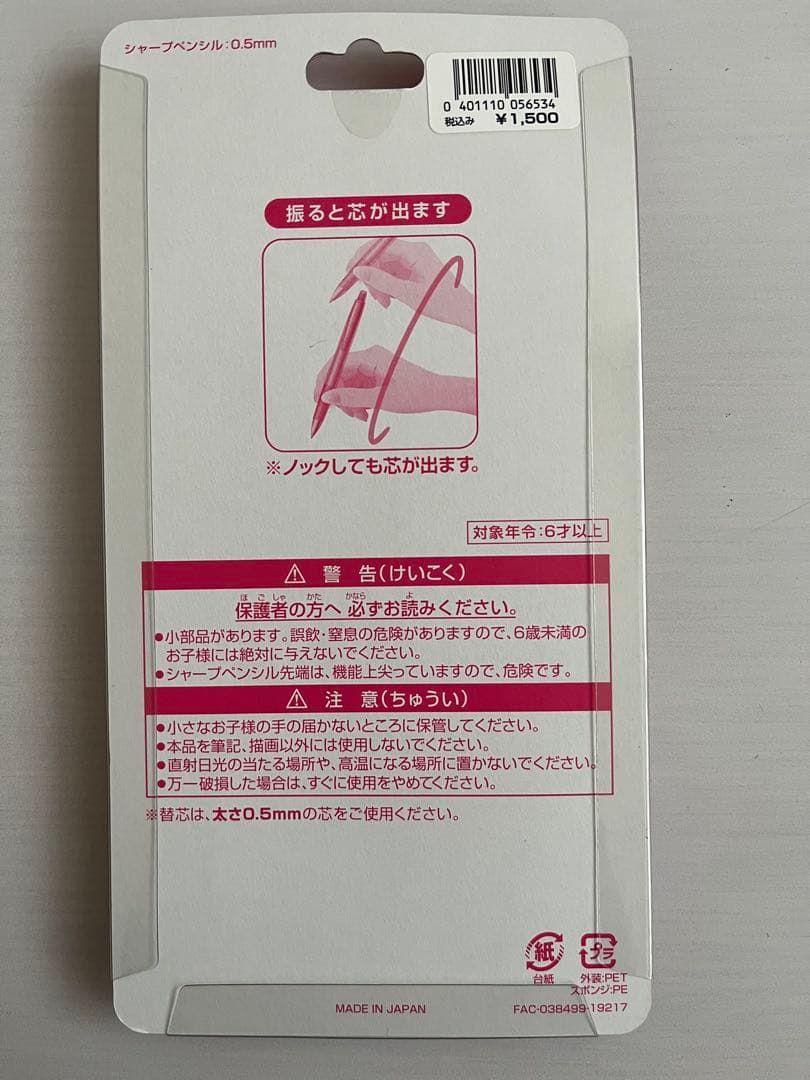 シャープペンシル:0.5mm
0 401110 056534
税込み ¥1,500
振ると芯が出ます
※ノックしても芯が出ます。
対象年令:6才以上
⚠ 警 告(けいこく)
ほ ご しゃ かた かなら よ
保護者の方へ 必ずお読みください。
●小部品があります。誤飲・窒息の危険がありますので、6歳未満の
お子様には絶対に与えないでください。
●シャープペンシル先端は、機能上尖っていますので、危険です。
⚠ 注 意(ちゅうい)
●小さなお子様の手の届かないところに保管してください。
●本品を筆記、描画以外には使用しないでください。
●直射日光の当たる場所や、高温になる場所に置かないでください。
●万一破損した場合は、すぐに使用をやめてください。
※替芯は、太さ0.5mmの芯をご使用ください。
紙 プラ
台紙 外装:PET
スポンジ:PE
MADE IN JAPAN FAC-038499-19217